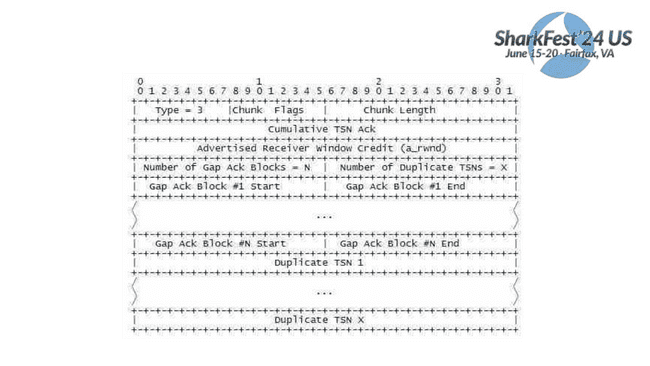 SharkFest'24 US
June 15-20 · Fairfax, VA
0 1 2 3
0 1 2 3 4 5 6 7 8 9 0 1 2 3 4 5 6 7 8 9 0 1 2 3 4 5 6 7 8 9 0 1
+-+-+-+-+-+-+-+-+-+-+-+-+-+-+-+-+-+-+-+-+-+-+-+-+-+-+-+-+-+-+-+-+
| Type = 3 |Chunk Flags | Chunk Length |
+-+-+-+-+-+-+-+-+-+-+-+-+-+-+-+-+-+-+-+-+-+-+-+-+-+-+-+-+-+-+-+-+
| Cumulative TSN Ack |
+-+-+-+-+-+-+-+-+-+-+-+-+-+-+-+-+-+-+-+-+-+-+-+-+-+-+-+-+-+-+-+-+
| Advertised Receiver Window Credit (a_rwnd) |
+-+-+-+-+-+-+-+-+-+-+-+-+-+-+-+-+-+-+-+-+-+-+-+-+-+-+-+-+-+-+-+-+
| Number of Gap Ack Blocks = N | Number of Duplicate TSNs = X |
+-+-+-+-+-+-+-+-+-+-+-+-+-+-+-+-+-+-+-+-+-+-+-+-+-+-+-+-+-+-+-+-+
| Gap Ack Block #1 Start | Gap Ack Block #1 End |
+-+-+-+-+-+-+-+-+-+-+-+-+-+-+-+-+-+-+-+-+-+-+-+-+-+-+-+-+-+-+-+-+
/ /
\ ... \
/ /
+-+-+-+-+-+-+-+-+-+-+-+-+-+-+-+-+-+-+-+-+-+-+-+-+-+-+-+-+-+-+-+-+
| Gap Ack Block #N Start | Gap Ack Block #N End |
+-+-+-+-+-+-+-+-+-+-+-+-+-+-+-+-+-+-+-+-+-+-+-+-+-+-+-+-+-+-+-+-+
| Duplicate TSN 1 |
+-+-+-+-+-+-+-+-+-+-+-+-+-+-+-+-+-+-+-+-+-+-+-+-+-+-+-+-+-+-+-+-+
/ /
\ ... \
/ /
+-+-+-+-+-+-+-+-+-+-+-+-+-+-+-+-+-+-+-+-+-+-+-+-+-+-+-+-+-+-+-+-+
| Duplicate TSN X |
+-+-+-+-+-+-+-+-+-+-+-+-+-+-+-+-+-+-+-+-+-+-+-+-+-+-+-+-+-+-+-+-+